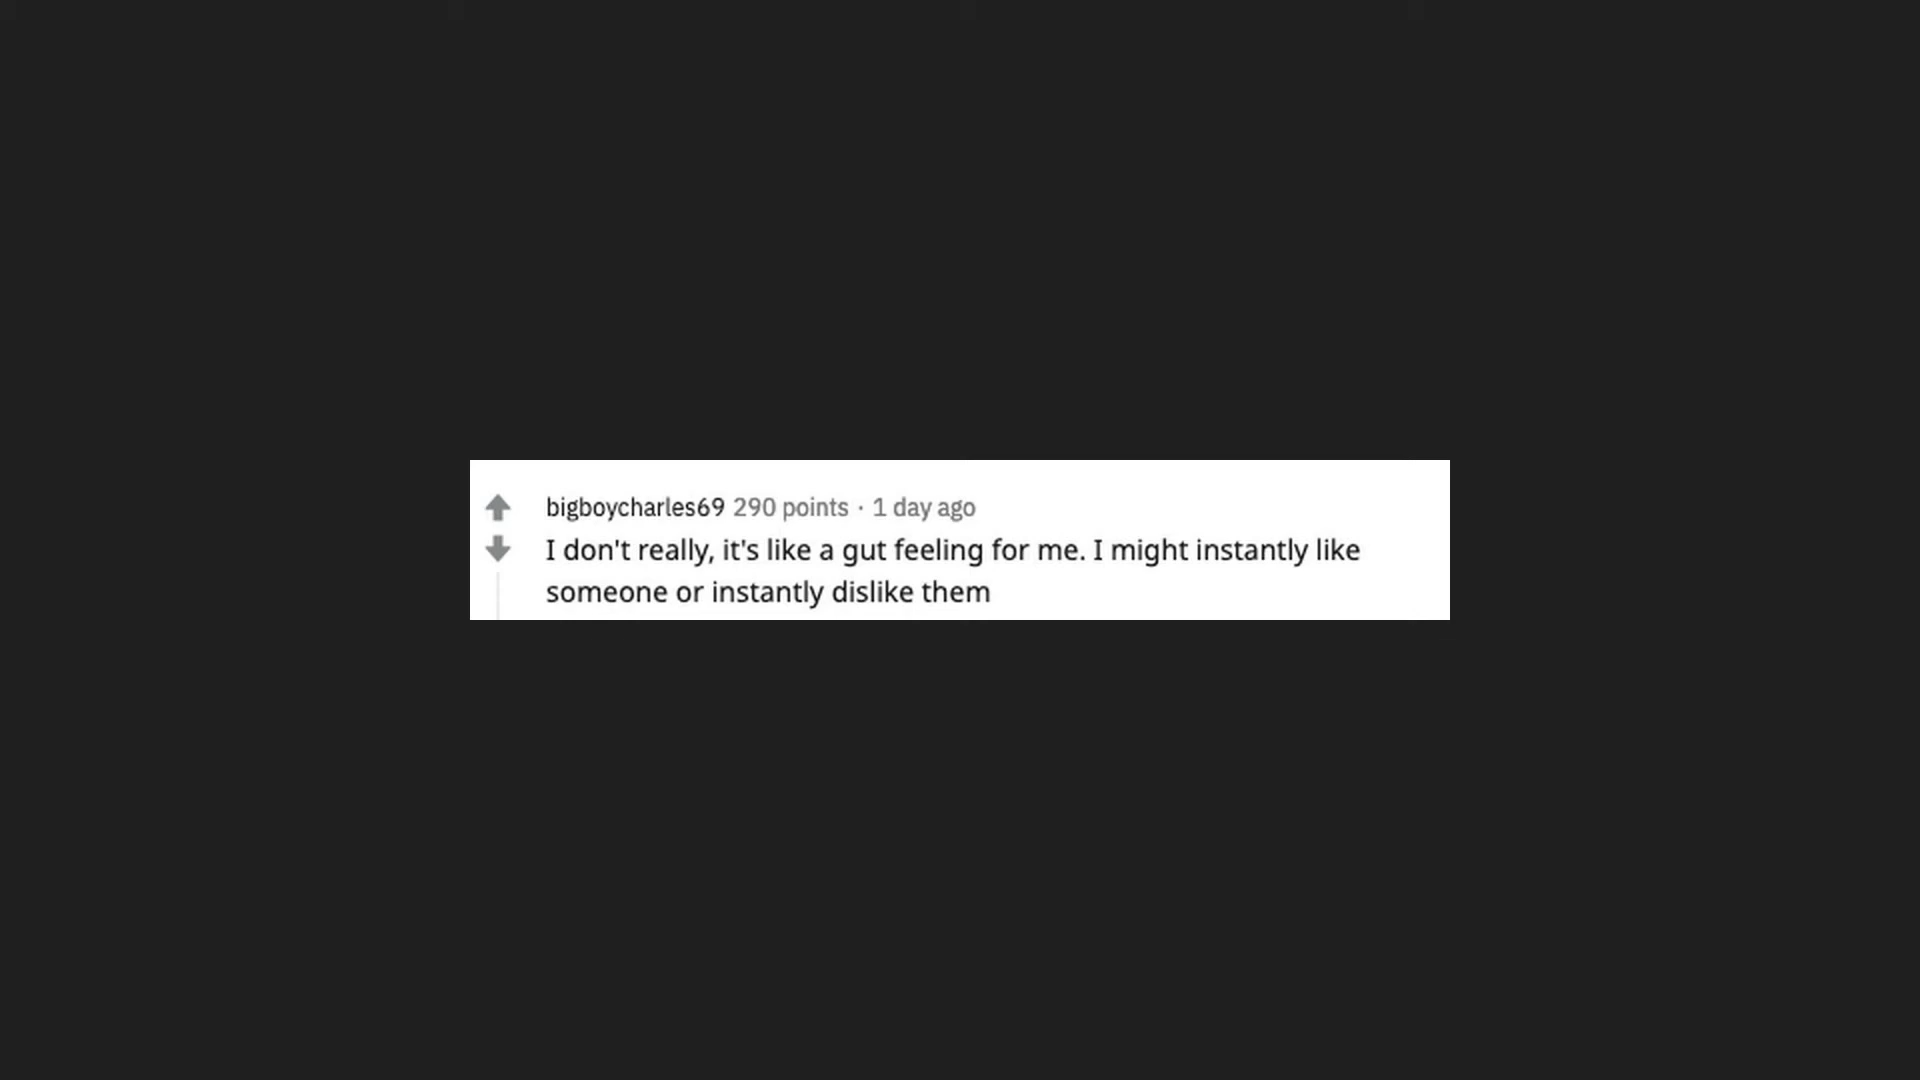 bigboycharles69 290 points · 1 day ago
I don't really, it's like a gut feeling for me. I might instantly like
someone or instantly dislike them